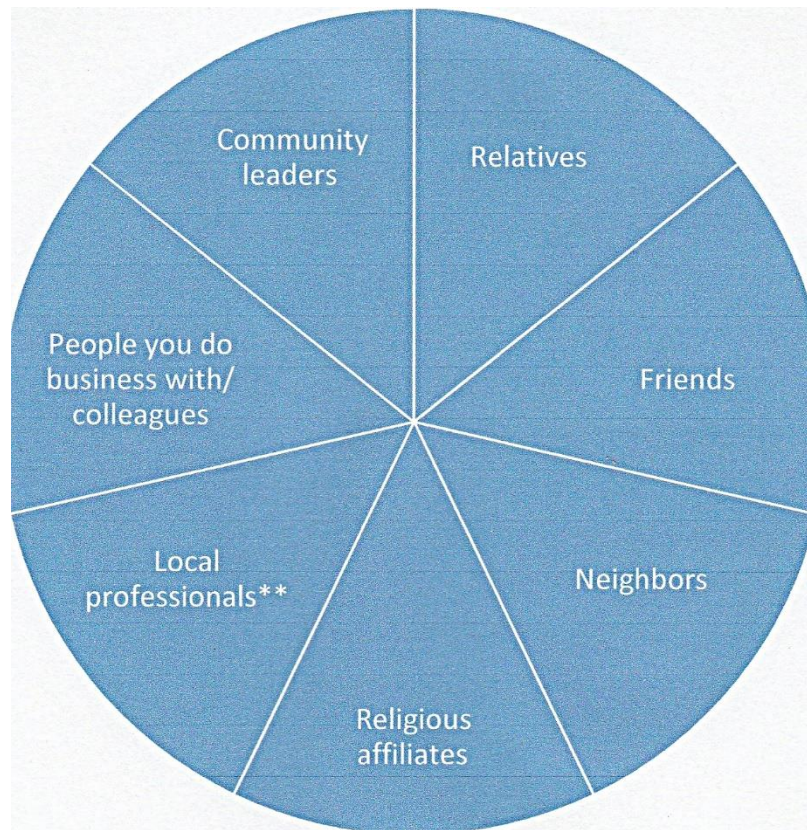 Community
leaders
Relatives
People you do
business with/
colleagues
Friends
Local
professionals**
Neighbors
Religious
affiliates